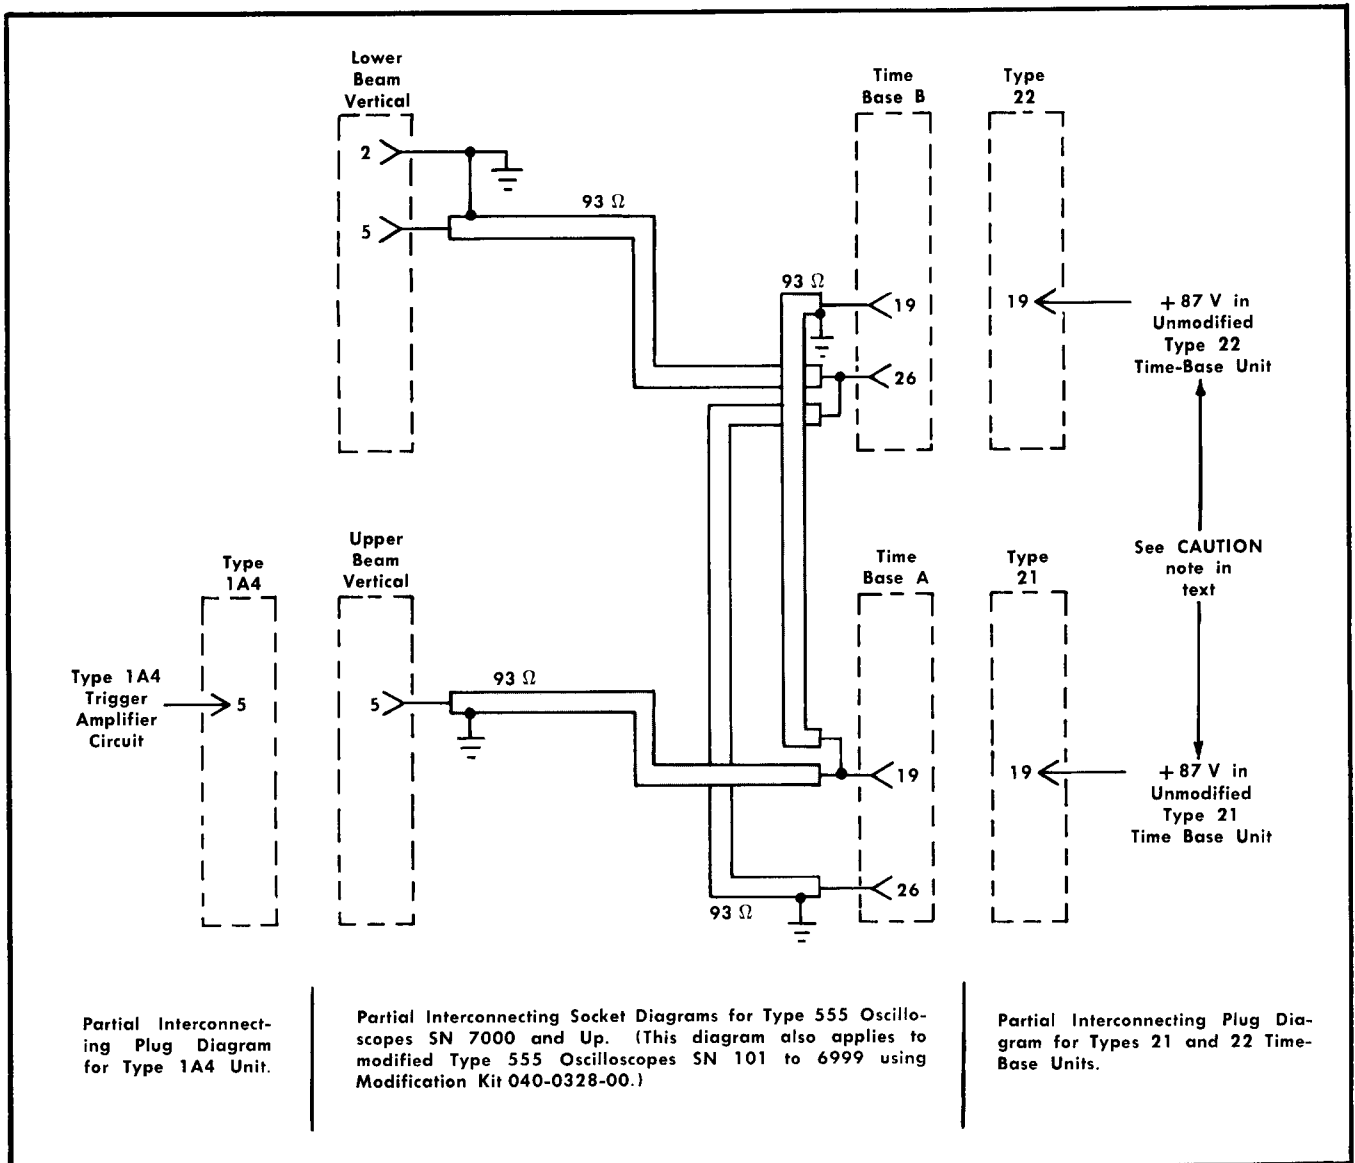 Lower
Beam
Vertical
Time
Base B
Type
22
2
5
93 Ω
93 Ω
19
26
19
+87 V in
Unmodified
Type 22
Time-Base Unit
See CAUTION
note in
text
Type
1A4
Upper
Beam
Vertical
Time
Base A
Type
21
Type 1A4
Trigger
Amplifier
Circuit
5
5
93 Ω
19
26
93 Ω
19
+87 V in
Unmodified
Type 21
Time Base Unit
Partial Interconnect-
ing Plug Diagram
for Type 1A4 Unit.
Partial Interconnecting Socket Diagrams for Type 555 Oscillo-
scopes SN 7000 and Up. (This diagram also applies to
modified Type 555 Oscilloscopes SN 101 to 6999 using
Modification Kit 040-0328-00.)
Partial Interconnecting Plug Dia-
gram for Types 21 and 22 Time-
Base Units.